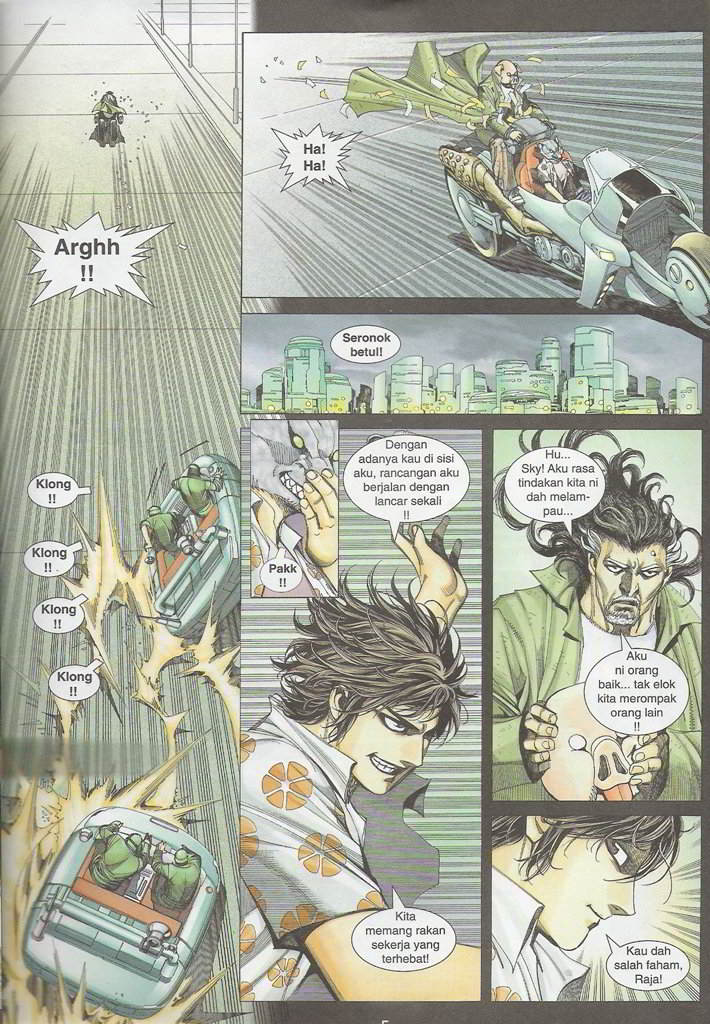 Arghh
!!
Klong
!!
Klong
!!
Klong
!!
Klong
!!
Ha!
Ha!
Seronok
betul!
Pakk
!!
Dengan
adanya kau di sisi
aku, rancangan aku
berjalan dengan
lancar sekali
!!
Kita
memang rakan
sekerja yang
terhebat!
Hu...
Sky! Aku rasa
tindakan kita ni
dah melam-
pau...
Aku
ni orang
baik... tak elok
kita merompak
orang lain
!!
Kau dah
salah faham,
Raja!